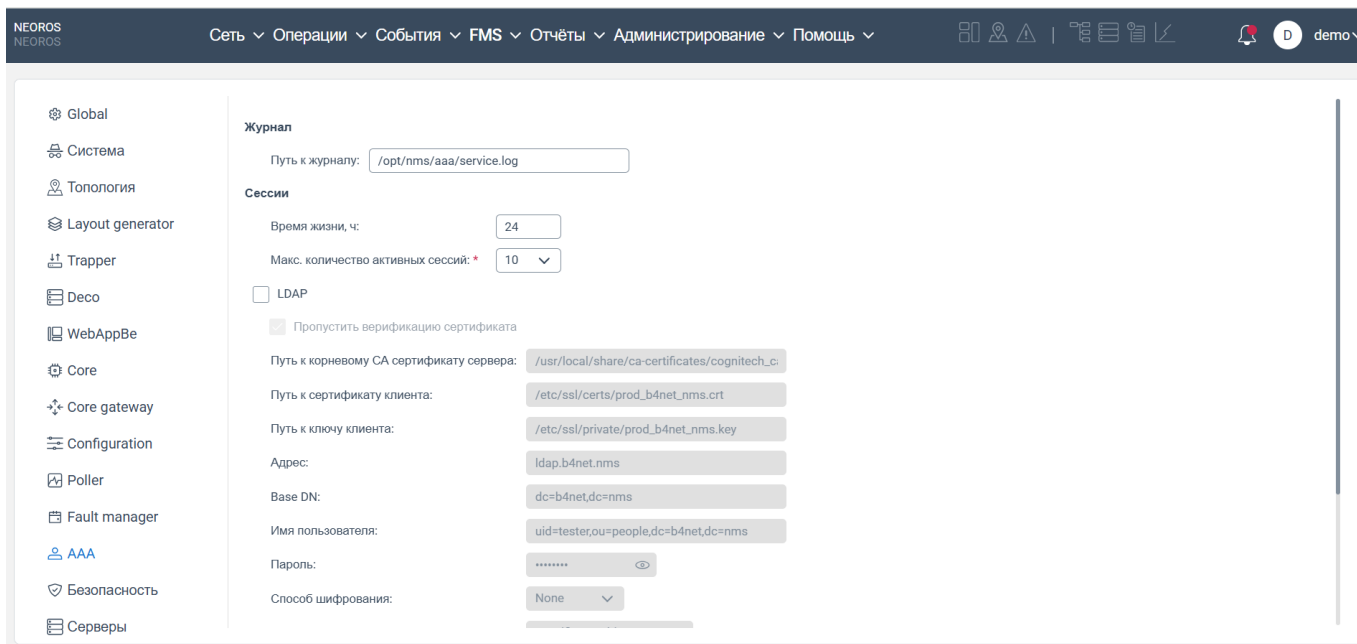 NEOROS
NEOROS
Сеть Операции События FMS Отчёты Администрирование Помощь
D demo
Global
Система
Топология
Layout generator
Trapper
Deco
WebAppBe
Core
Core gateway
Configuration
Poller
Fault manager
AAA
Безопасность
Серверы
Журнал
Путь к журналу: /opt/nms/aaa/service.log
Сессии
Время жизни, ч: 24
Макс. количество активных сессий: * 10
LDAP
Пропустить верификацию сертификата
Путь к корневому CA сертификату сервера: /usr/local/share/ca-certificates/cognitech_c
Путь к сертификату клиента: /etc/ssl/certs/prod_b4net_nms.crt
Путь к ключу клиента: /etc/ssl/private/prod_b4net_nms.key
Адрес: ldap.b4net.nms
Base DN: dc=b4net,dc=nms
Имя пользователя: uid=tester,ou=people,dc=b4net,dc=nms
Пароль: ••••••••
Способ шифрования: None